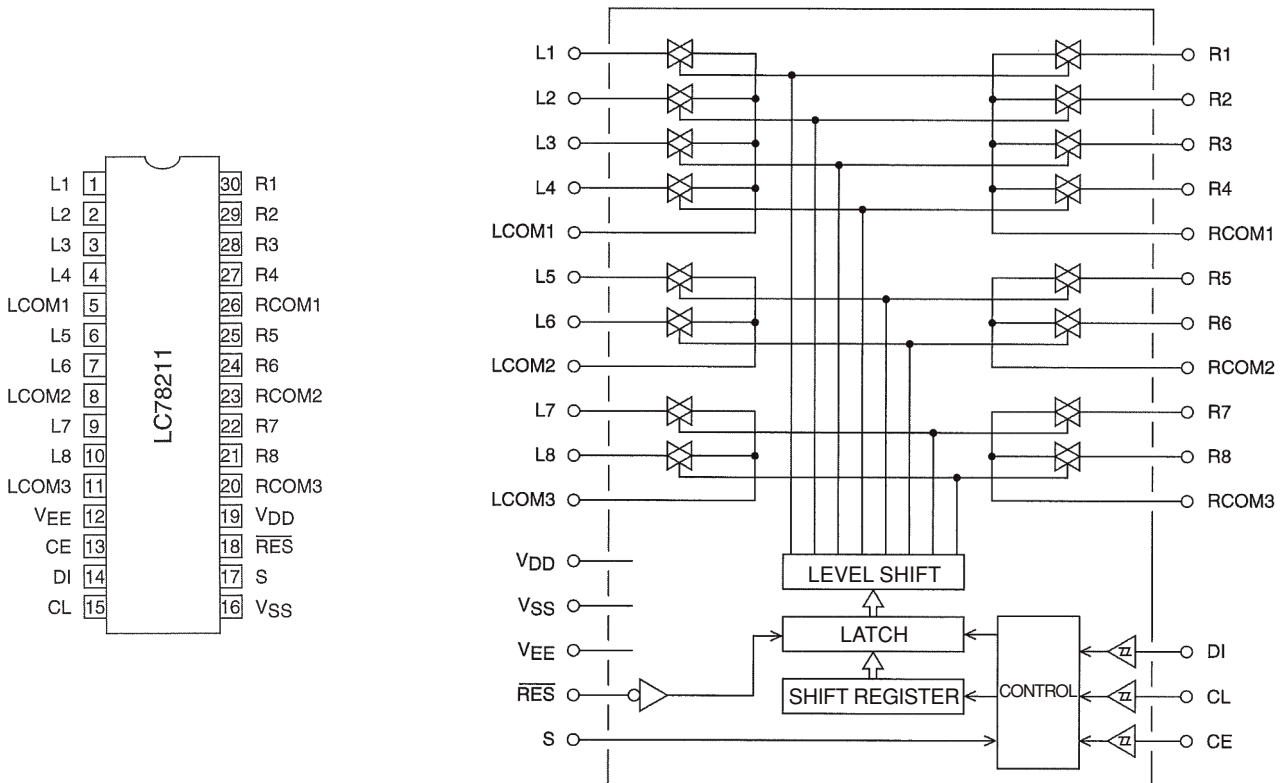 L1 1 30 R1
L2 2 29 R2
L3 3 28 R3
L4 4 27 R4
LCOM1 5 26 RCOM1
L5 6 25 R5
L6 7 24 R6
LCOM2 8 23 RCOM2
L7 9 22 R7
L8 10 21 R8
LCOM3 11 20 RCOM3
VEE 12 19 VDD
CE 13 18 RES
DI 14 17 S
CL 15 16 VSS
LC78211
L1 R1
L2 R2
L3 R3
L4 R4
LCOM1 RCOM1
L5 R5
L6 R6
LCOM2 RCOM2
L7 R7
L8 R8
LCOM3 RCOM3
VDD
LEVEL SHIFT
VSS
LATCH
VEE
DI
RES
SHIFT REGISTER
CONTROL
CL
S
CE